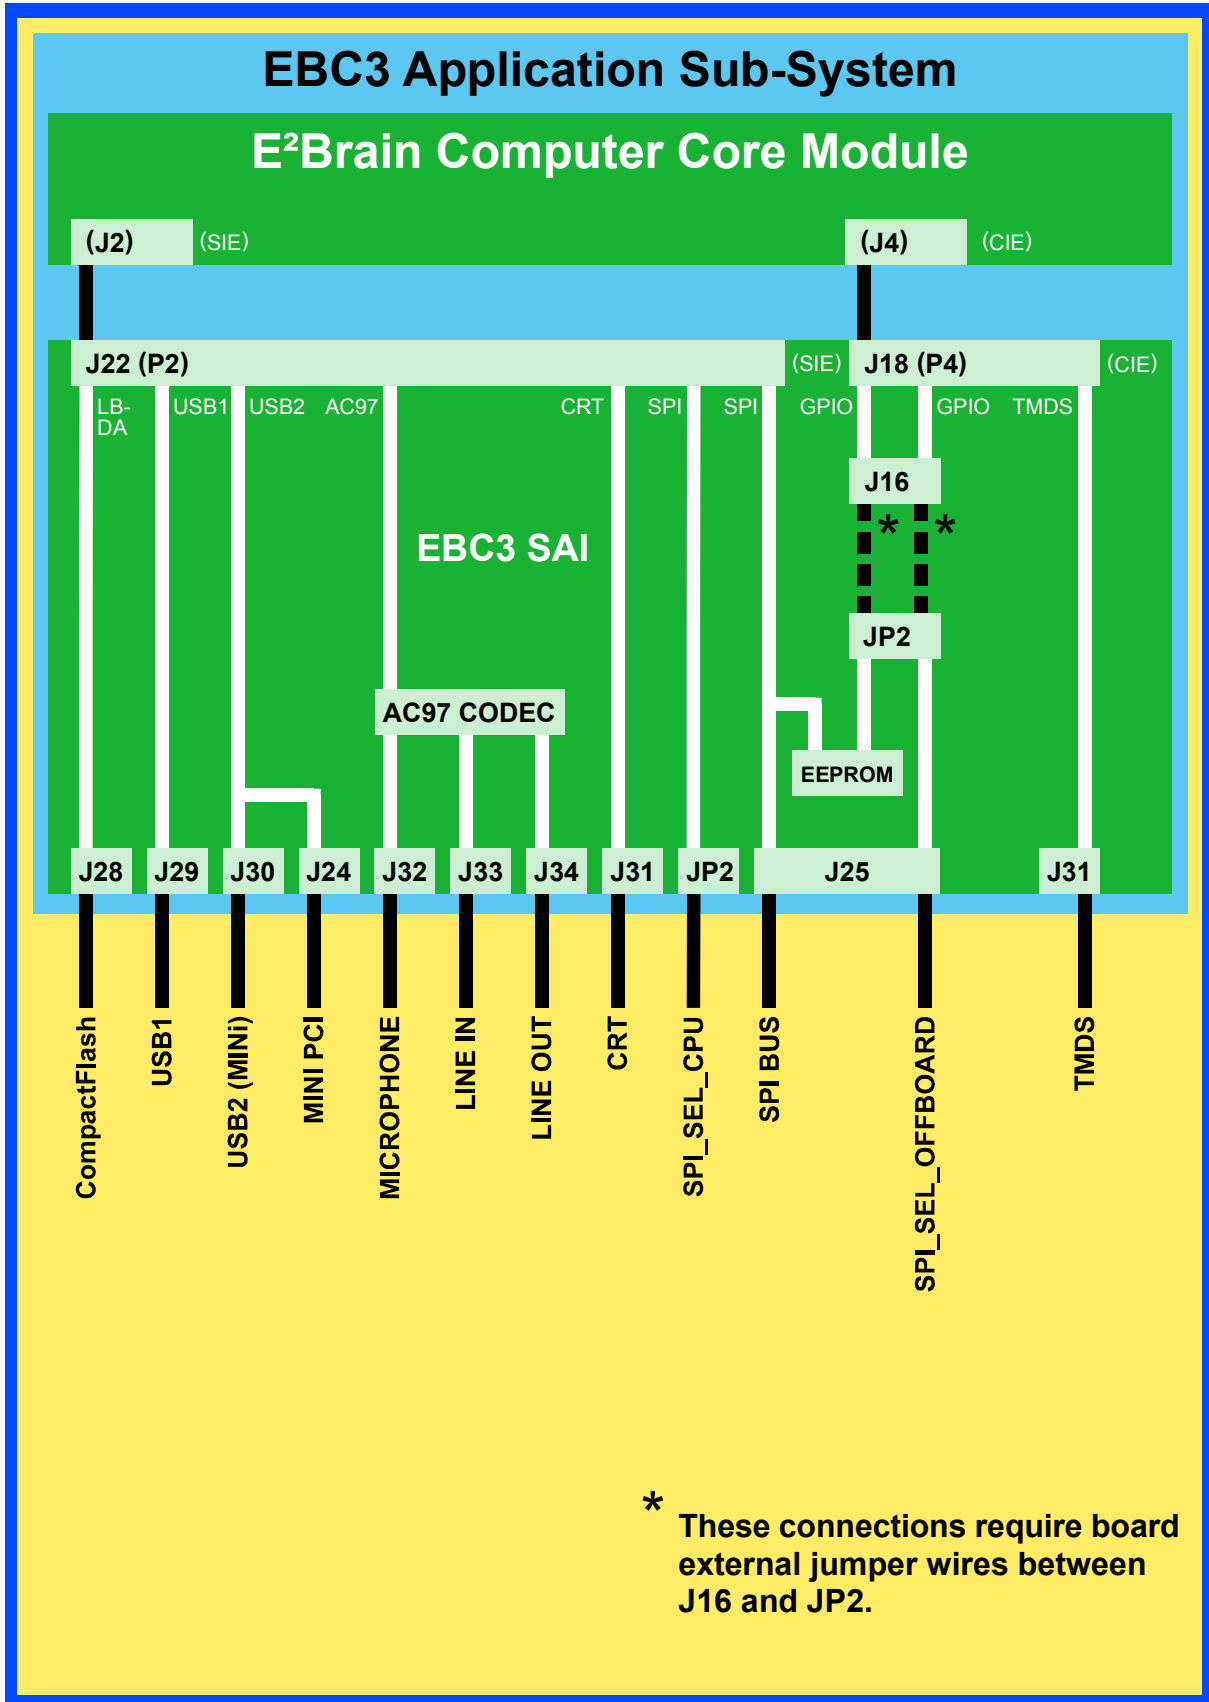 EBC3 Application Sub-System
E²Brain Computer Core Module
(J2) (SIE) (J4) (CIE)
J22 (P2) (SIE) J18 (P4) (CIE)
LB-
DA
USB1 USB2 AC97 CRT SPI SPI GPIO GPIO TMDS
J16
* *
EBC3 SAI
JP2
AC97 CODEC
EEPROM
J28 J29 J30 J24 J32 J33 J34 J31 JP2 J25 J31
CompactFlash
USB1
USB2 (MINi)
MINI PCI
MICROPHONE
LINE IN
LINE OUT
CRT
SPI_SEL_CPU
SPI BUS
SPI_SEL_OFFBOARD
TMDS
* These connections require board
external jumper wires between
J16 and JP2.